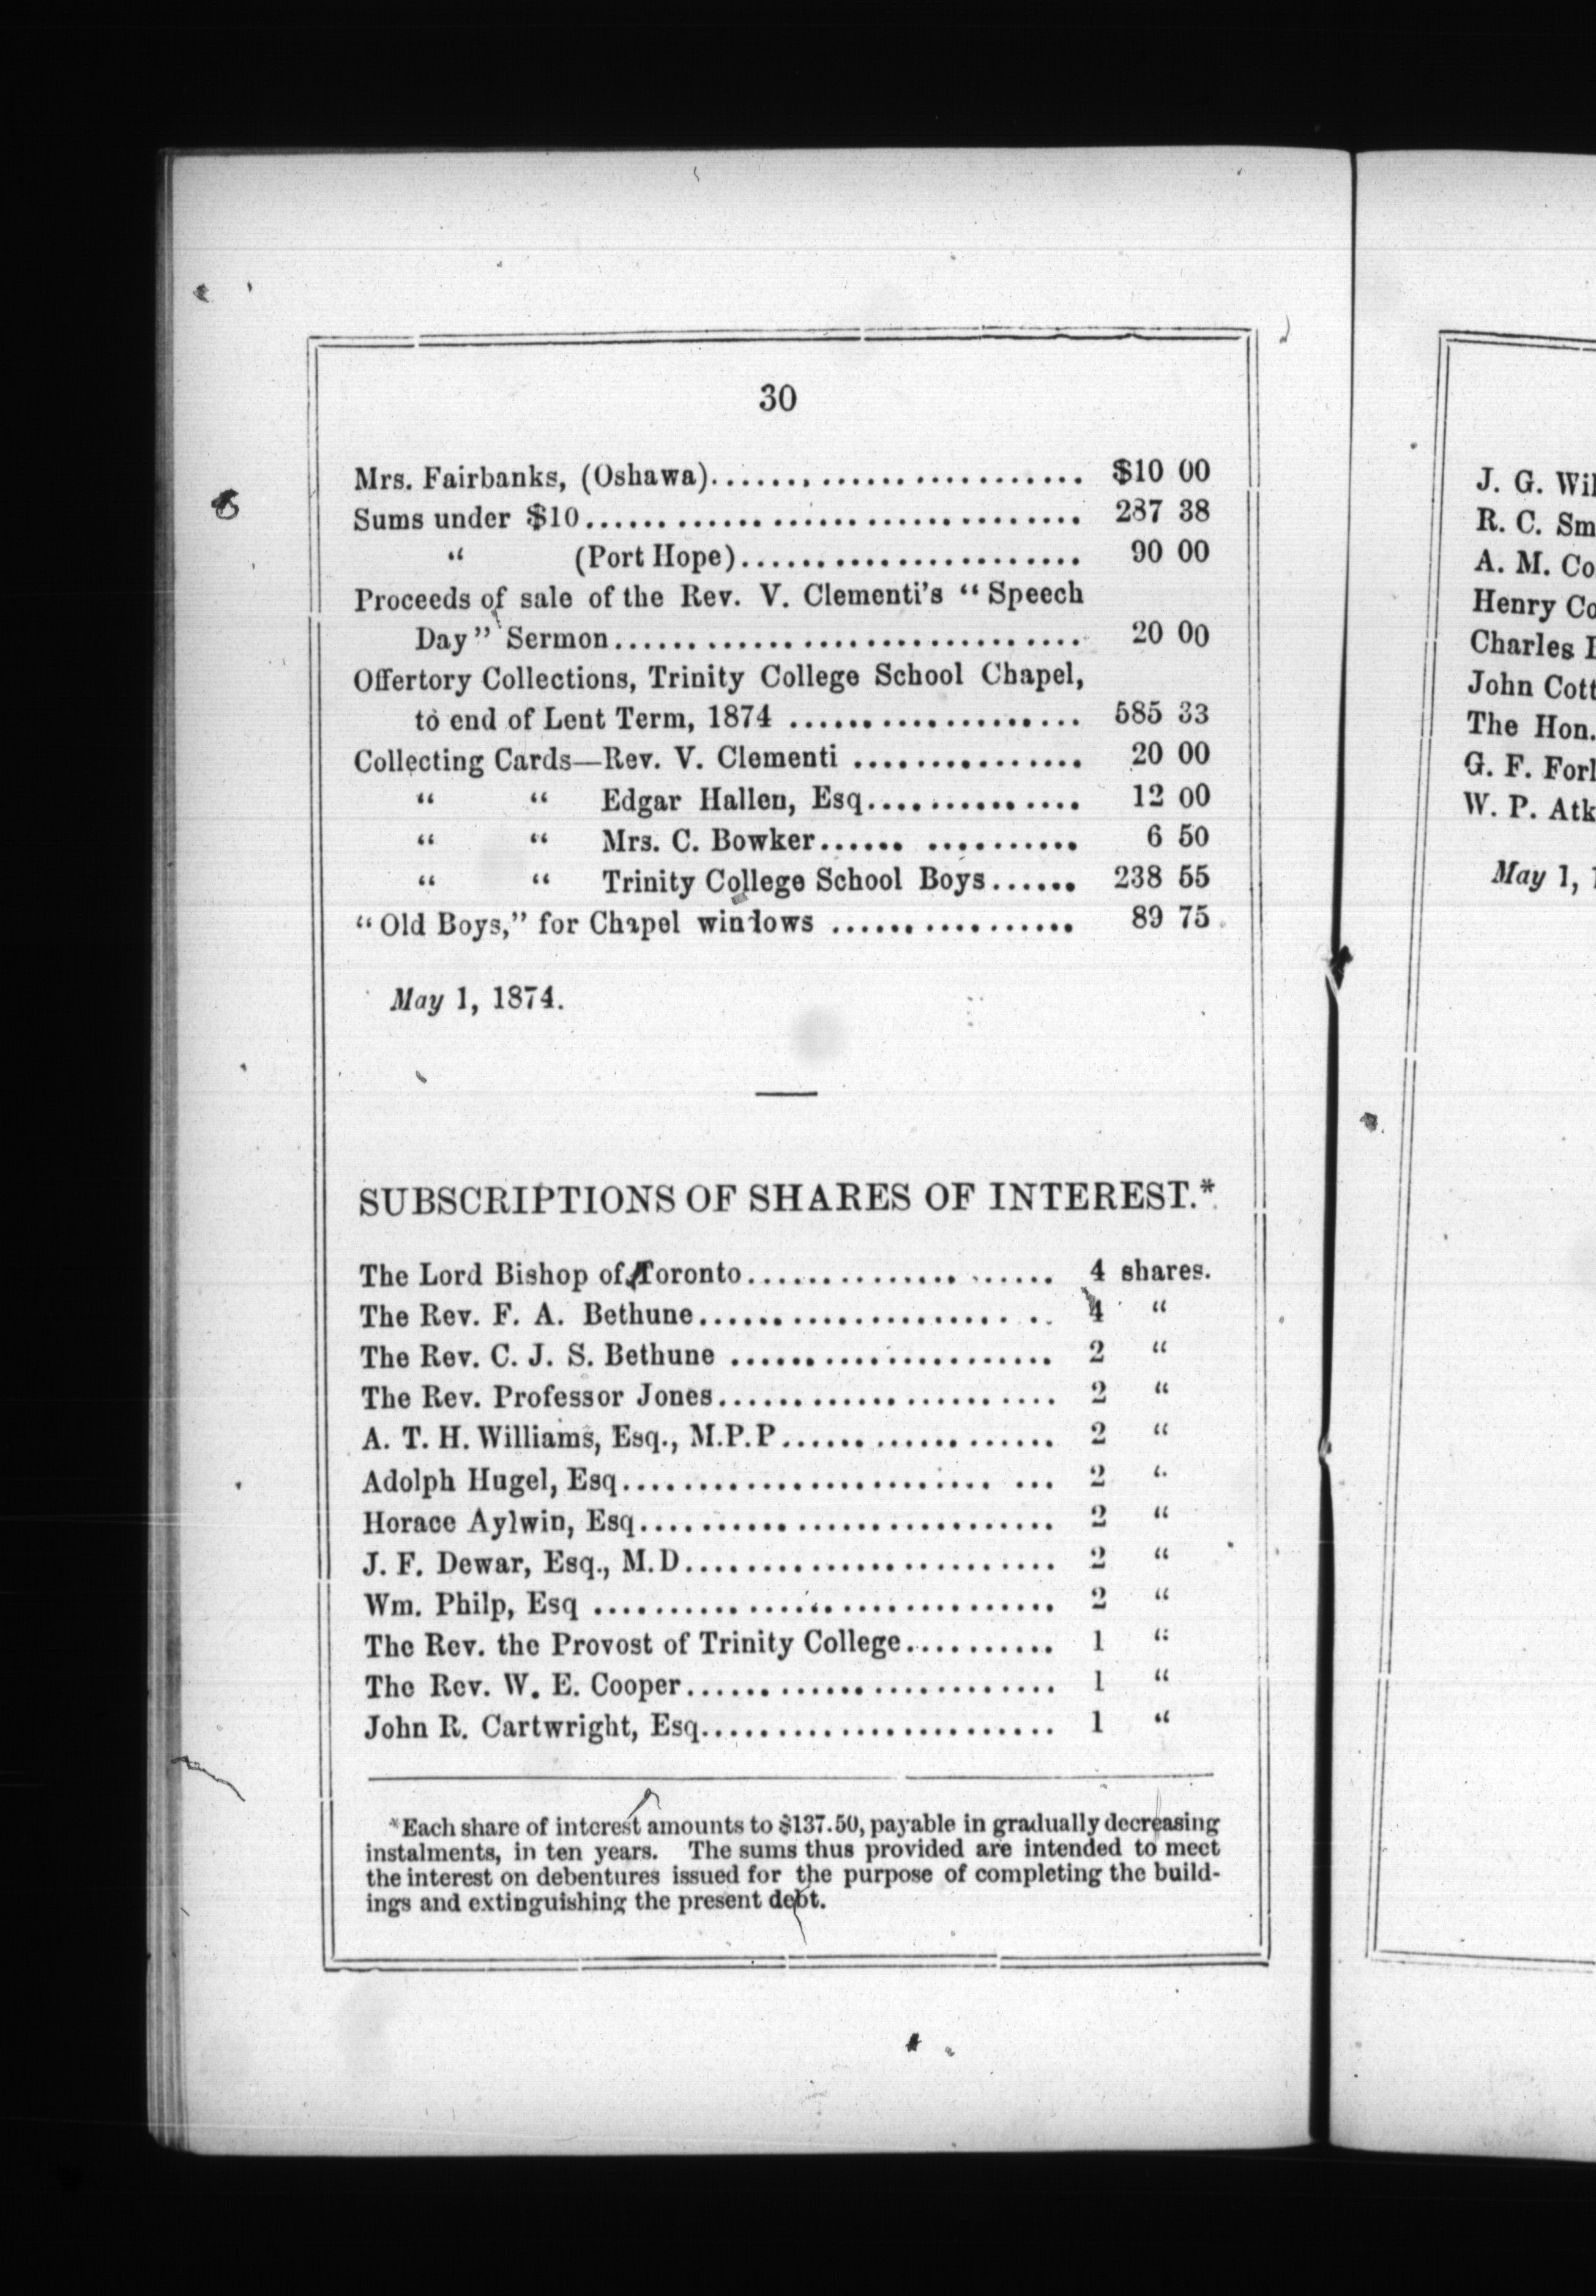 30
Mrs. Fairbanks, (Oshawa).......................... $10 00
Sums under $10................................ 287 38
“ (Port Hope)....................... 90 00
Proceeds of sale of the Rev. V. Clementi's “Speech
Day” Sermon............................... 20 00
Offertory Collections, Trinity College School Chapel,
to end of Lent Term, 1874 ................... 585 33
Collecting Cards—Rev. V. Clementi ............... 20 00
“ “ Edgar Hallen, Esq.............. 12 00
“ “ Mrs. C. Bowker...... .......... 6 50
“ “ Trinity College School Boys...... 238 55
“Old Boys,” for Chapel windows ................ 89 75
May 1, 1874.
SUBSCRIPTIONS OF SHARES OF INTEREST.*
The Lord Bishop of Toronto.................... 4 shares.
The Rev. F. A. Bethune...................... 4 “
The Rev. C. J. S. Bethune ..................... 2 “
The Rev. Professor Jones....................... 2 “
A. T. H. Williams, Esq., M.P.P.................. 2 “
Adolph Hugel, Esq........................... 2 “
Horace Aylwin, Esq............................ 2 “
J. F. Dewar, Esq., M.D......................... 2 “
Wm. Philp, Esq .............................. 2 “
The Rev. the Provost of Trinity College.......... 1 “
The Rev. W. E. Cooper........................ 1 “
John R. Cartwright, Esq........................ 1 “
*Each share of interest amounts to $137.50, payable in gradually decreasing
instalments, in ten years. The sums thus provided are intended to meet
the interest on debentures issued for the purpose of completing the build-
ings and extinguishing the present debt.
J. G. Wil
R. C. Sm
A. M. Co
Henry Co
Charles
John Cott
The Hon.
G. F. Forl
W. P. Atk
May 1,